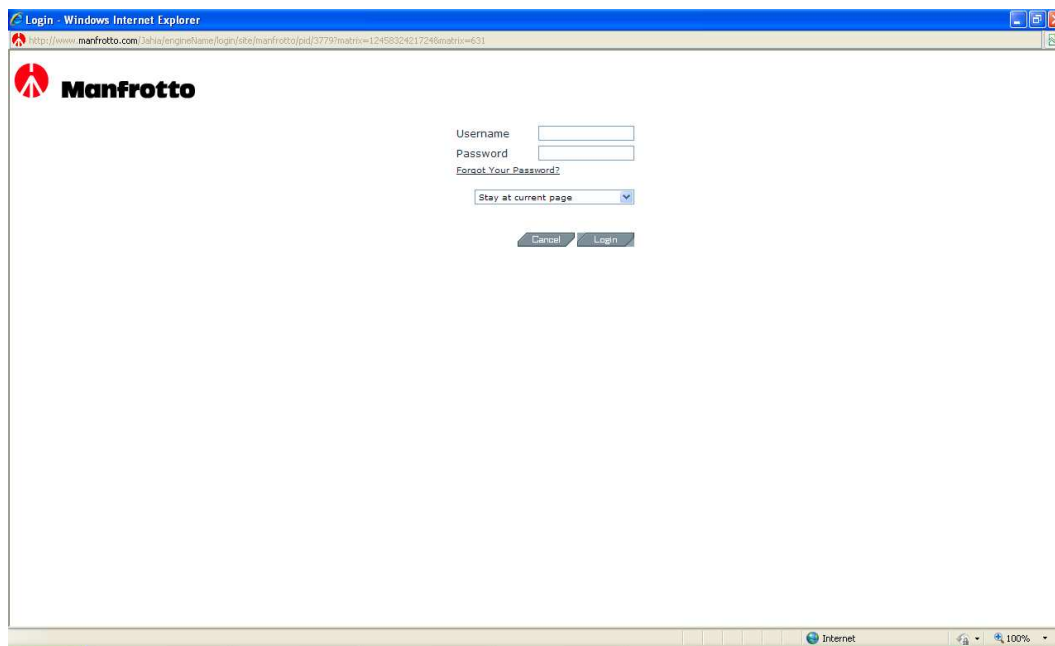 Login - Windows Internet Explorer
http://www.manfrotto.com/Jahia/engineName/login/site/manfrotto/pid/3779?matrix=1245832421724&matrix=631
Manfrotto
Username
Password
Forgot Your Password?
Stay at current page
Cancel Login
Internet 100%